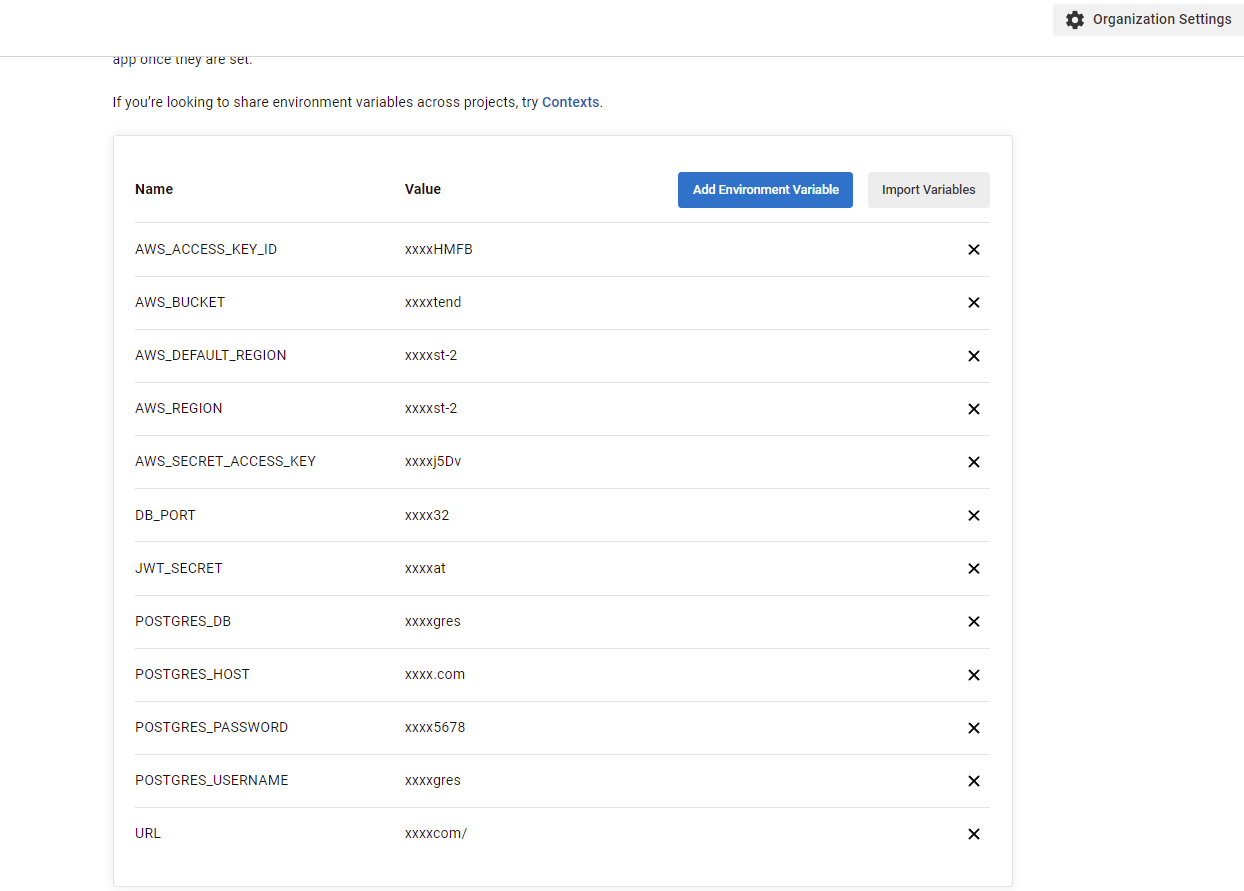 Organization Settings
app once they are set.
If you’re looking to share environment variables across projects, try Contexts.
Name Value Add Environment Variable Import Variables
AWS_ACCESS_KEY_ID xxxxHMFB
AWS_BUCKET xxxxtend
AWS_DEFAULT_REGION xxxxst-2
AWS_REGION xxxxst-2
AWS_SECRET_ACCESS_KEY xxxxj5Dv
DB_PORT xxxx32
JWT_SECRET xxxxat
POSTGRES_DB xxxxgres
POSTGRES_HOST xxxx.com
POSTGRES_PASSWORD xxxx5678
POSTGRES_USERNAME xxxxgres
URL xxxxcom/